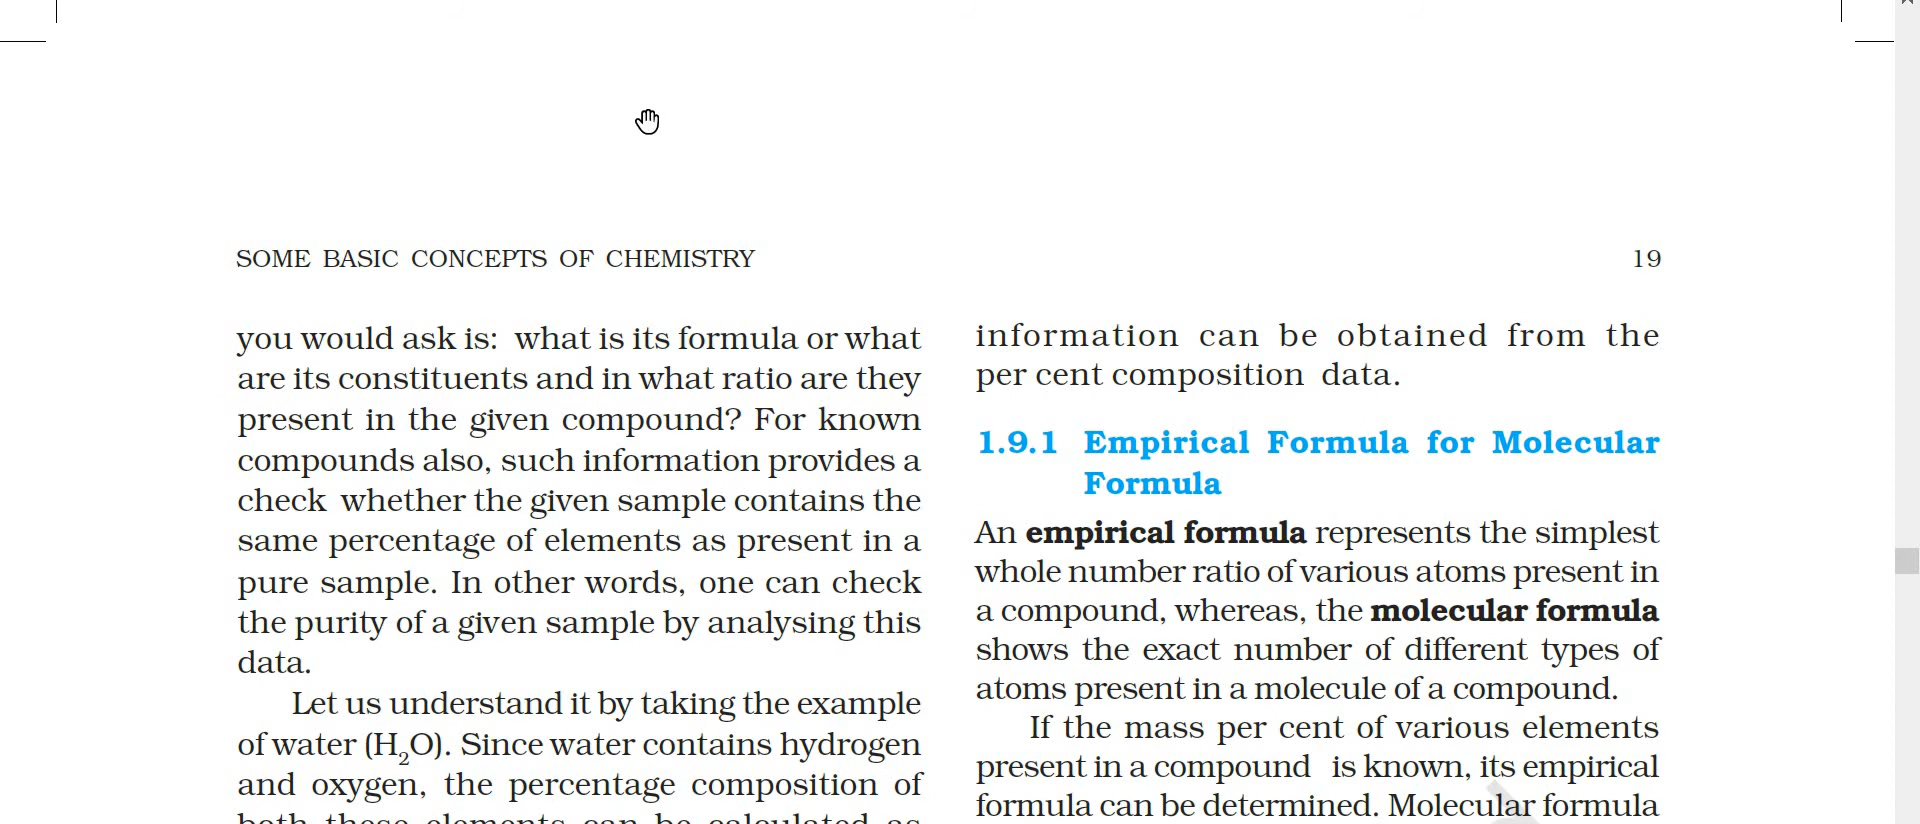 SOME BASIC CONCEPTS OF CHEMISTRY
19
you would ask is: what is its formula or what
are its constituents and in what ratio are they
present in the given compound? For known
compounds also, such information provides a
check whether the given sample contains the
same percentage of elements as present in a
pure sample. In other words, one can check
the purity of a given sample by analysing this
data.
Let us understand it by taking the example
of water (H₂O). Since water contains hydrogen
and oxygen, the percentage composition of
both these elements can be calculated as
information can be obtained from the
per cent composition data.
1.9.1 Empirical Formula for Molecular
Formula
An empirical formula represents the simplest
whole number ratio of various atoms present in
a compound, whereas, the molecular formula
shows the exact number of different types of
atoms present in a molecule of a compound.
If the mass per cent of various elements
present in a compound is known, its empirical
formula can be determined. Molecular formula